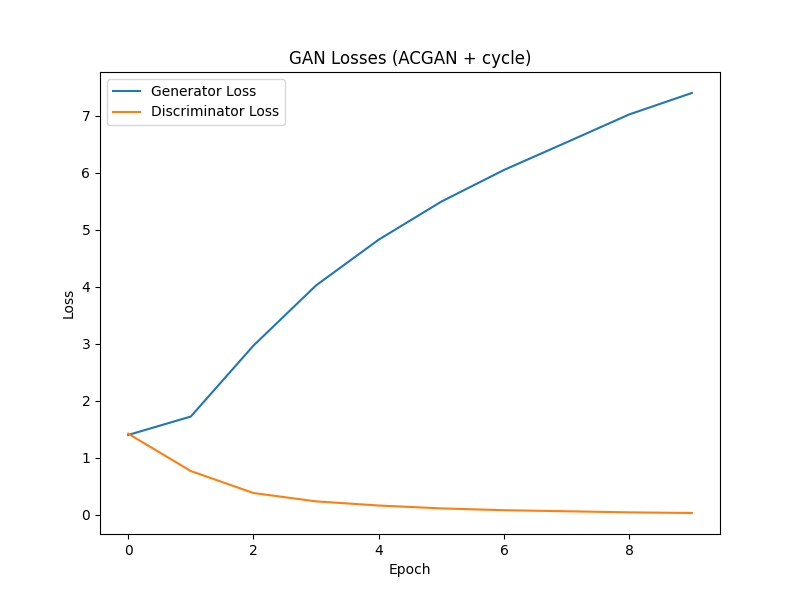 GAN Losses (ACGAN + cycle)
Generator Loss
Discriminator Loss
7
6
5
4
3
2
1
0
Loss
0 2 4 6 8
Epoch